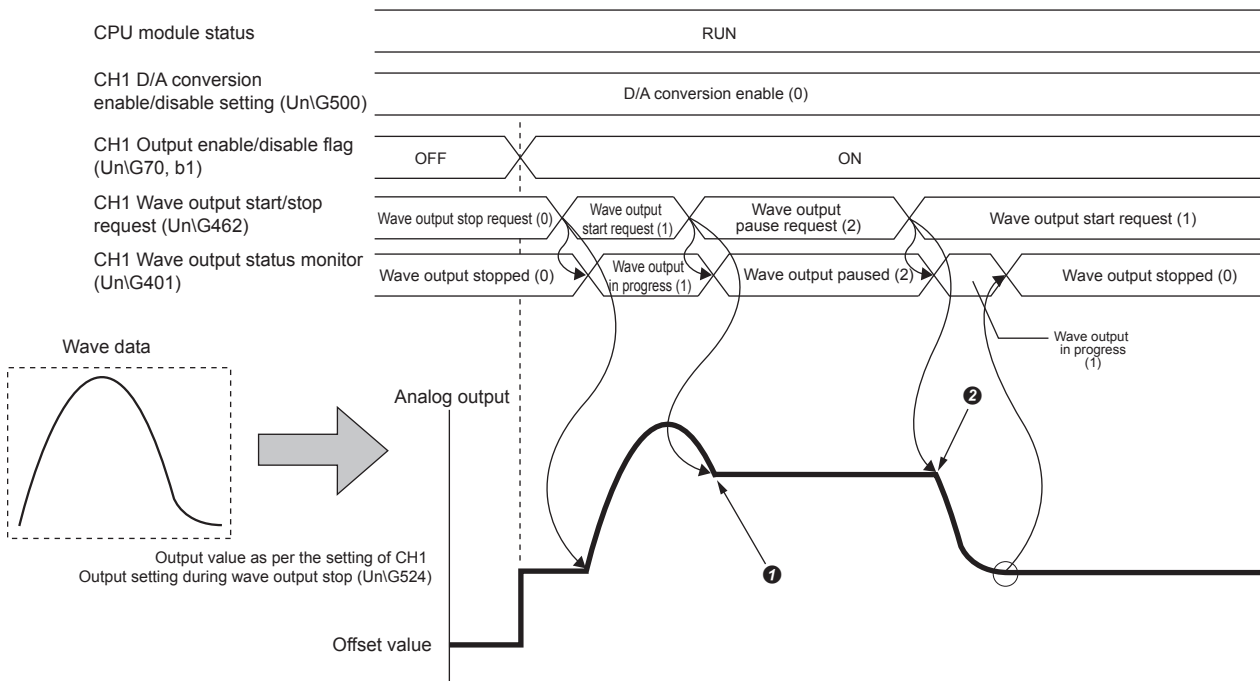 CPU module status
RUN
CH1 D/A conversion
enable/disable setting (Un\G500)
D/A conversion enable (0)
CH1 Output enable/disable flag
(Un\G70, b1)
OFF
ON
CH1 Wave output start/stop
request (Un\G462)
Wave output stop request (0)
Wave output
start request (1)
Wave output
pause request (2)
Wave output start request (1)
CH1 Wave output status monitor
(Un\G401)
Wave output stopped (0)
Wave output
in progress (1)
Wave output paused (2)
Wave output stopped (0)
Wave output
in progress
(1)
Wave data
Analog output
❷
❶
Output value as per the setting of CH1
Output setting during wave output stop (Un\G524)
Offset value